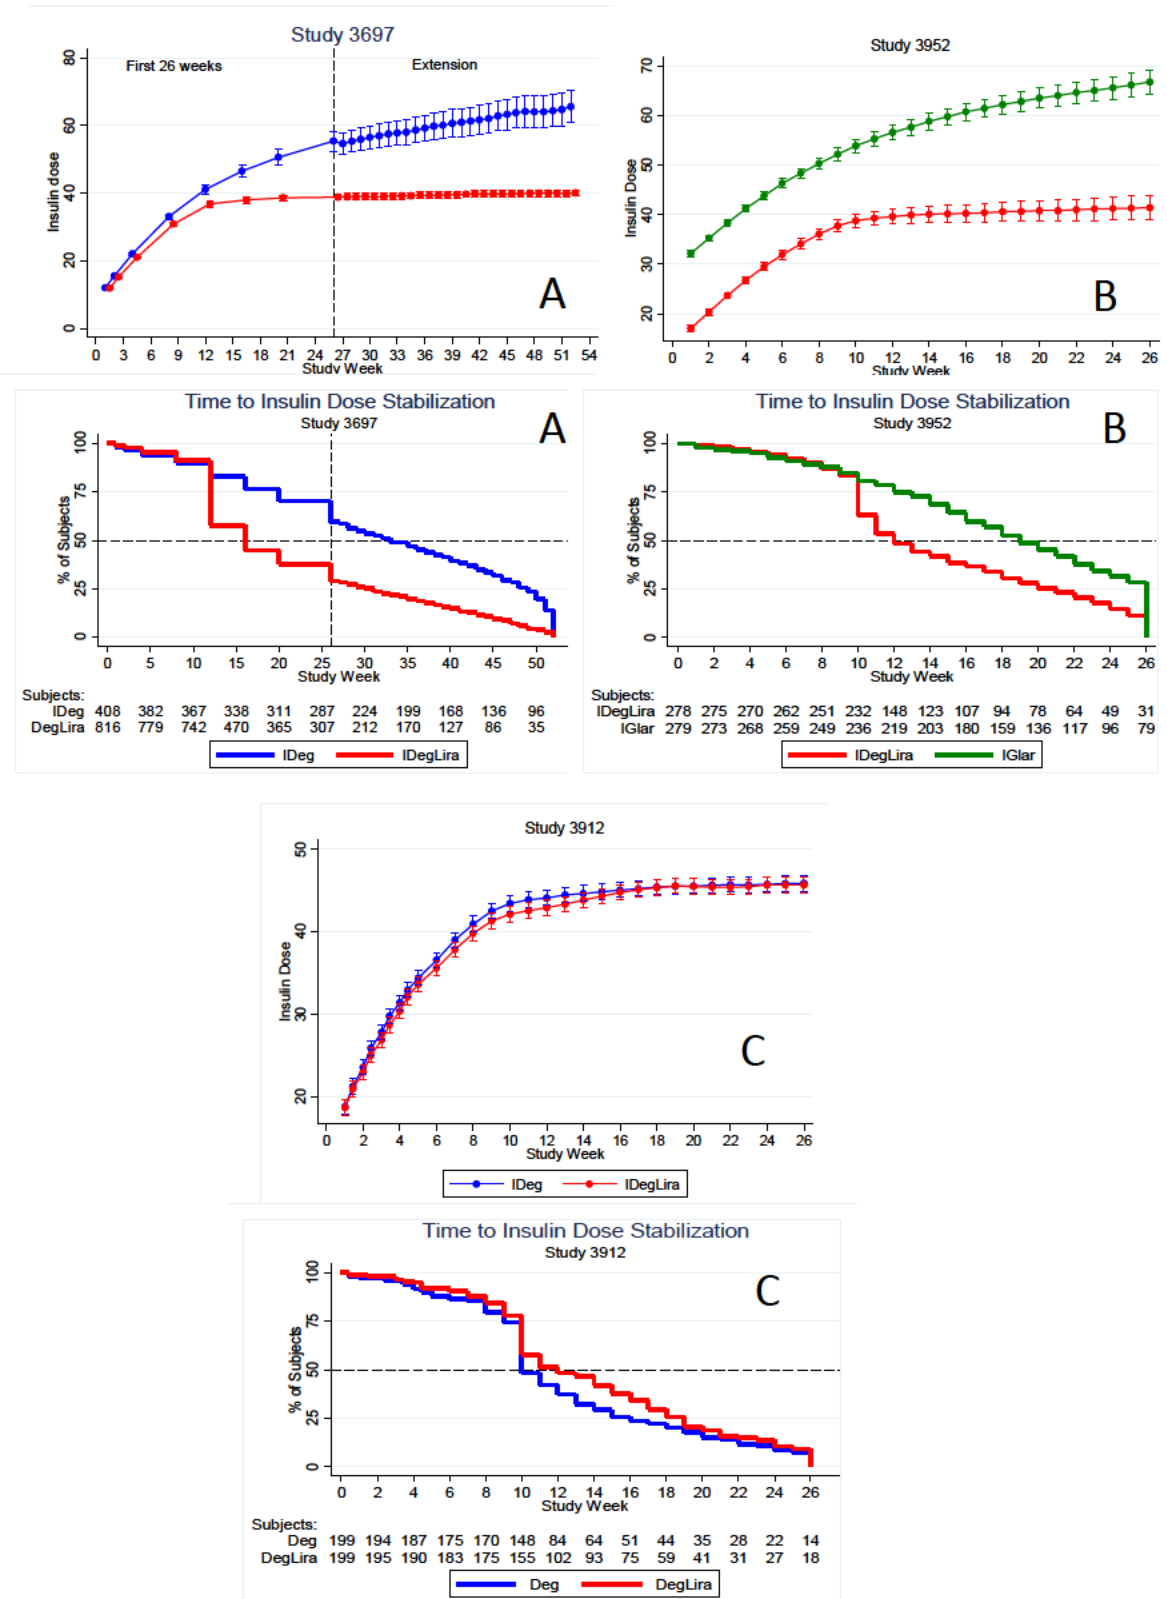 Study 3697
First 26 weeks
Extension
Insulin dose
80
60
40
20
0
A
0 3 6 9 12 15 18 21 24 27 30 33 36 39 42 45 48 51 54
Study Week
Study 3952
Insulin Dose
70
60
50
40
30
20
B
0 2 4 6 8 10 12 14 16 18 20 22 24 26
Study Week
Time to Insulin Dose Stabilization
Study 3697
A
% of Subjects
100
75
50
25
0
0 5 10 15 20 25 30 35 40 45 50
Study Week
Subjects:
IDeg 408 382 367 338 311 287 224 199 168 136 96
DegLira 816 779 742 470 365 307 212 170 127 86 35
IDeg IDegLira
Time to Insulin Dose Stabilization
Study 3952
B
% of Subjects
100
75
50
25
0
0 2 4 6 8 10 12 14 16 18 20 22 24 26
Study Week
Subjects:
IDegLira 278 275 270 262 251 232 148 123 107 94 78 64 49 31
IGlar 279 273 268 259 249 236 219 203 180 159 136 117 96 79
IDegLira IGlar
Study 3912
Insulin Dose
50
40
30
20
C
0 2 4 6 8 10 12 14 16 18 20 22 24 26
Study Week
IDeg IDegLira
Time to Insulin Dose Stabilization
Study 3912
C
% of Subjects
100
75
50
25
0
0 2 4 6 8 10 12 14 16 18 20 22 24 26
Study Week
Subjects:
Deg 199 194 187 175 170 148 84 64 51 44 35 28 22 14
DegLira 199 195 190 183 175 155 102 93 75 59 41 31 27 18
Deg DegLira